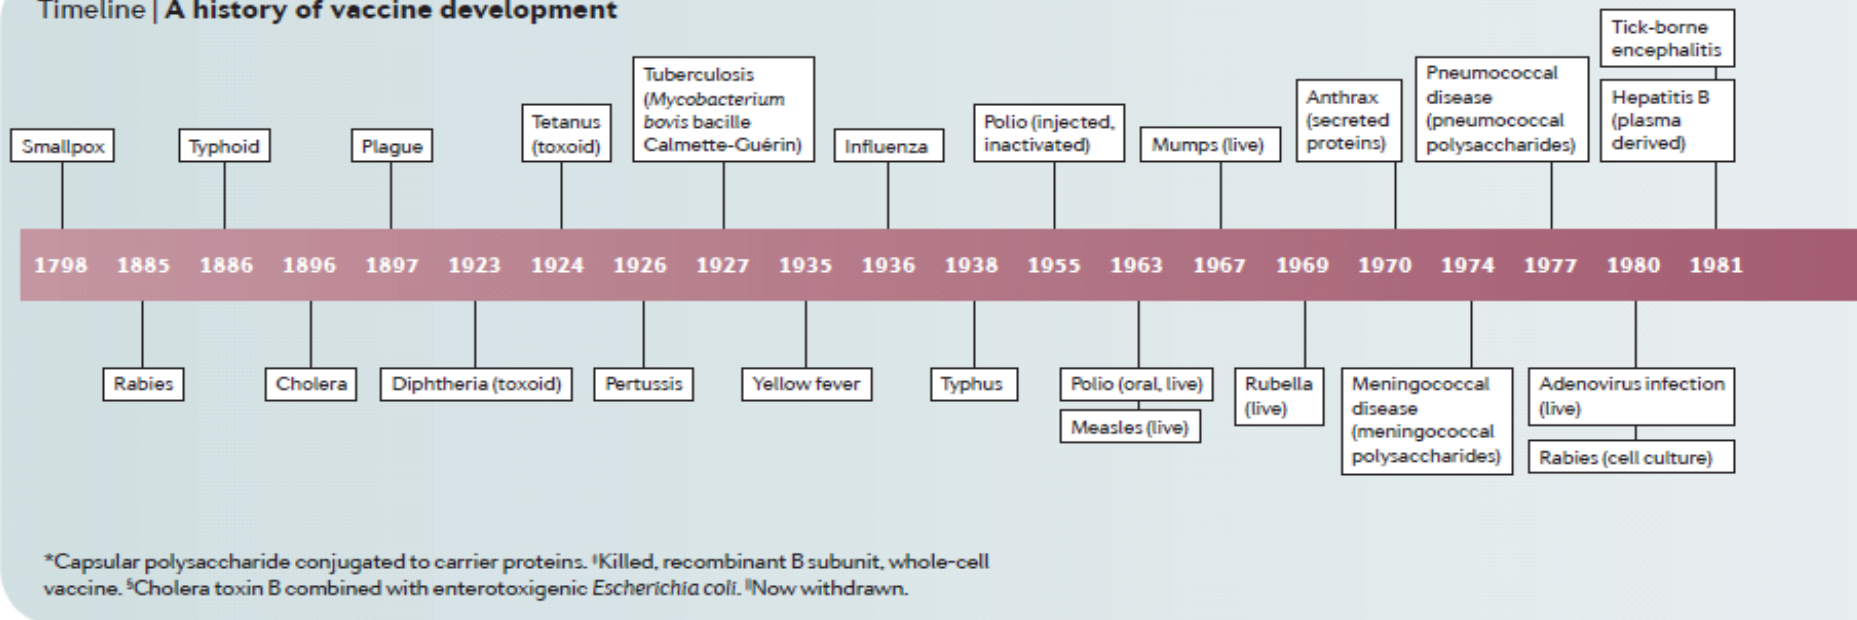 Timeline | A history of vaccine development
Tick-borne
encephalitis
Tuberculosis
(Mycobacterium
bovis bacille
Calmette-Guérin)
Pneumococcal
disease
(pneumococcal
polysaccharides)
Hepatitis B
(plasma
derived)
Anthrax
(secreted
proteins)
Tetanus
(toxoid)
Polio (injected,
inactivated)
Smallpox
Typhoid
Plague
Influenza
Mumps (live)
1798 1885 1886 1896 1897 1923 1924 1926 1927 1935 1936 1938 1955 1963 1967 1969 1970 1974 1977 1980 1981
Rabies
Cholera
Diphtheria (toxoid)
Pertussis
Yellow fever
Typhus
Polio (oral, live)
Measles (live)
Rubella
(live)
Meningococcal
disease
(meningococcal
polysaccharides)
Adenovirus infection
(live)
Rabies (cell culture)
*Capsular polysaccharide conjugated to carrier proteins. ‡Killed, recombinant B subunit, whole-cell
vaccine. §Cholera toxin B combined with enterotoxigenic Escherichia coli. ||Now withdrawn.